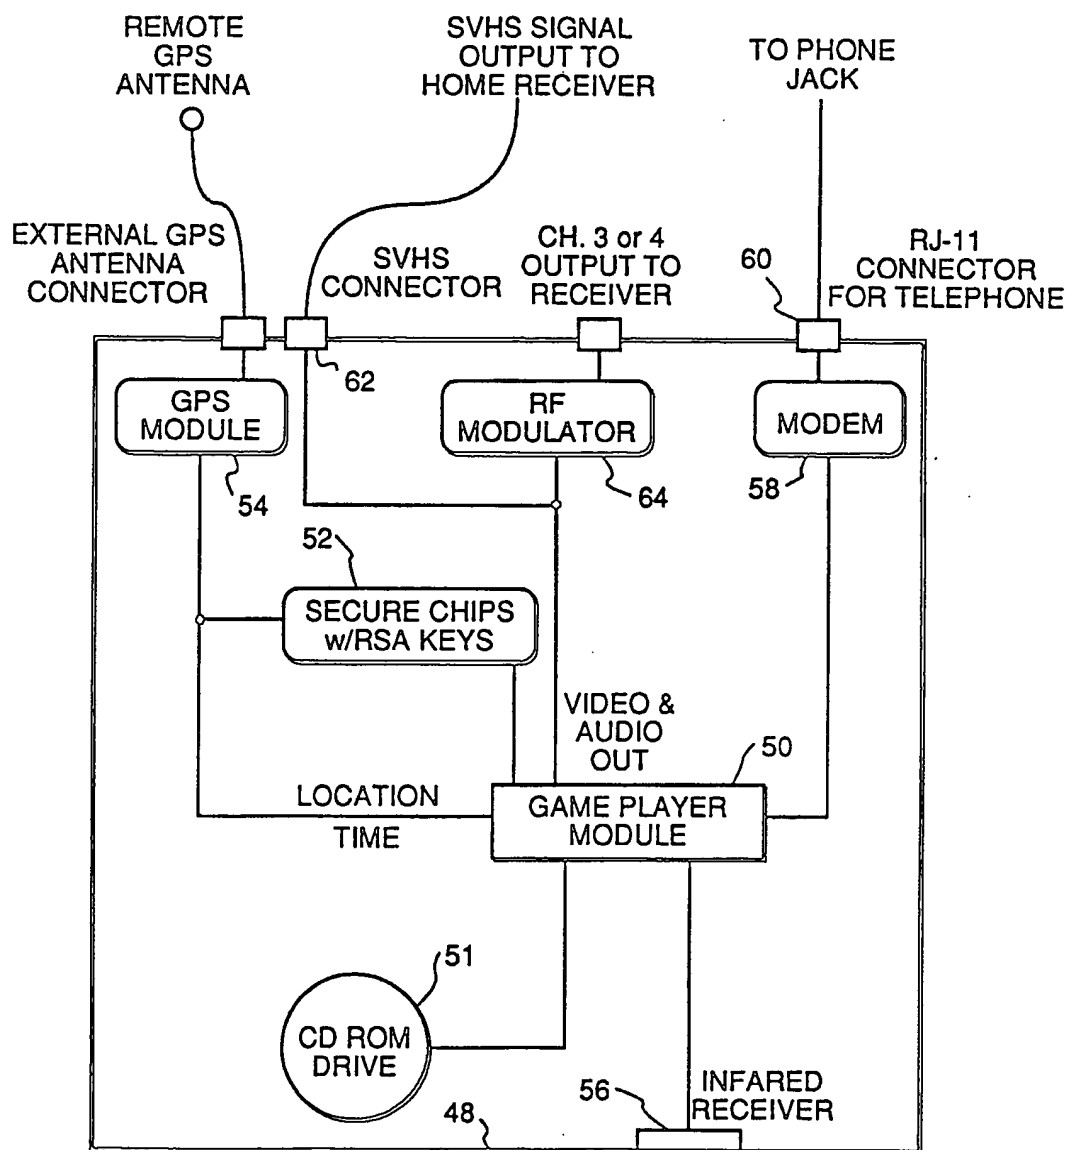 REMOTE
GPS
ANTENNA
SVHS SIGNAL
OUTPUT TO
HOME RECEIVER
TO PHONE
JACK
EXTERNAL GPS
ANTENNA
CONNECTOR
SVHS
CONNECTOR
CH. 3 or 4
OUTPUT TO
RECEIVER
60
RJ-11
CONNECTOR
FOR TELEPHONE
62
GPS
MODULE
54
RF
MODULATOR
64
MODEM
58
52
SECURE CHIPS
w/RSA KEYS
VIDEO &
AUDIO
OUT
50
LOCATION
TIME
GAME PLAYER
MODULE
51
CD ROM
DRIVE
56
INFARED
RECEIVER
48